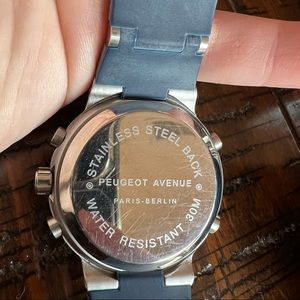 STAINLESS STEEL BACK
PEUGEOT AVENUE
PARIS-BERLIN
WATER RESISTANT 30M